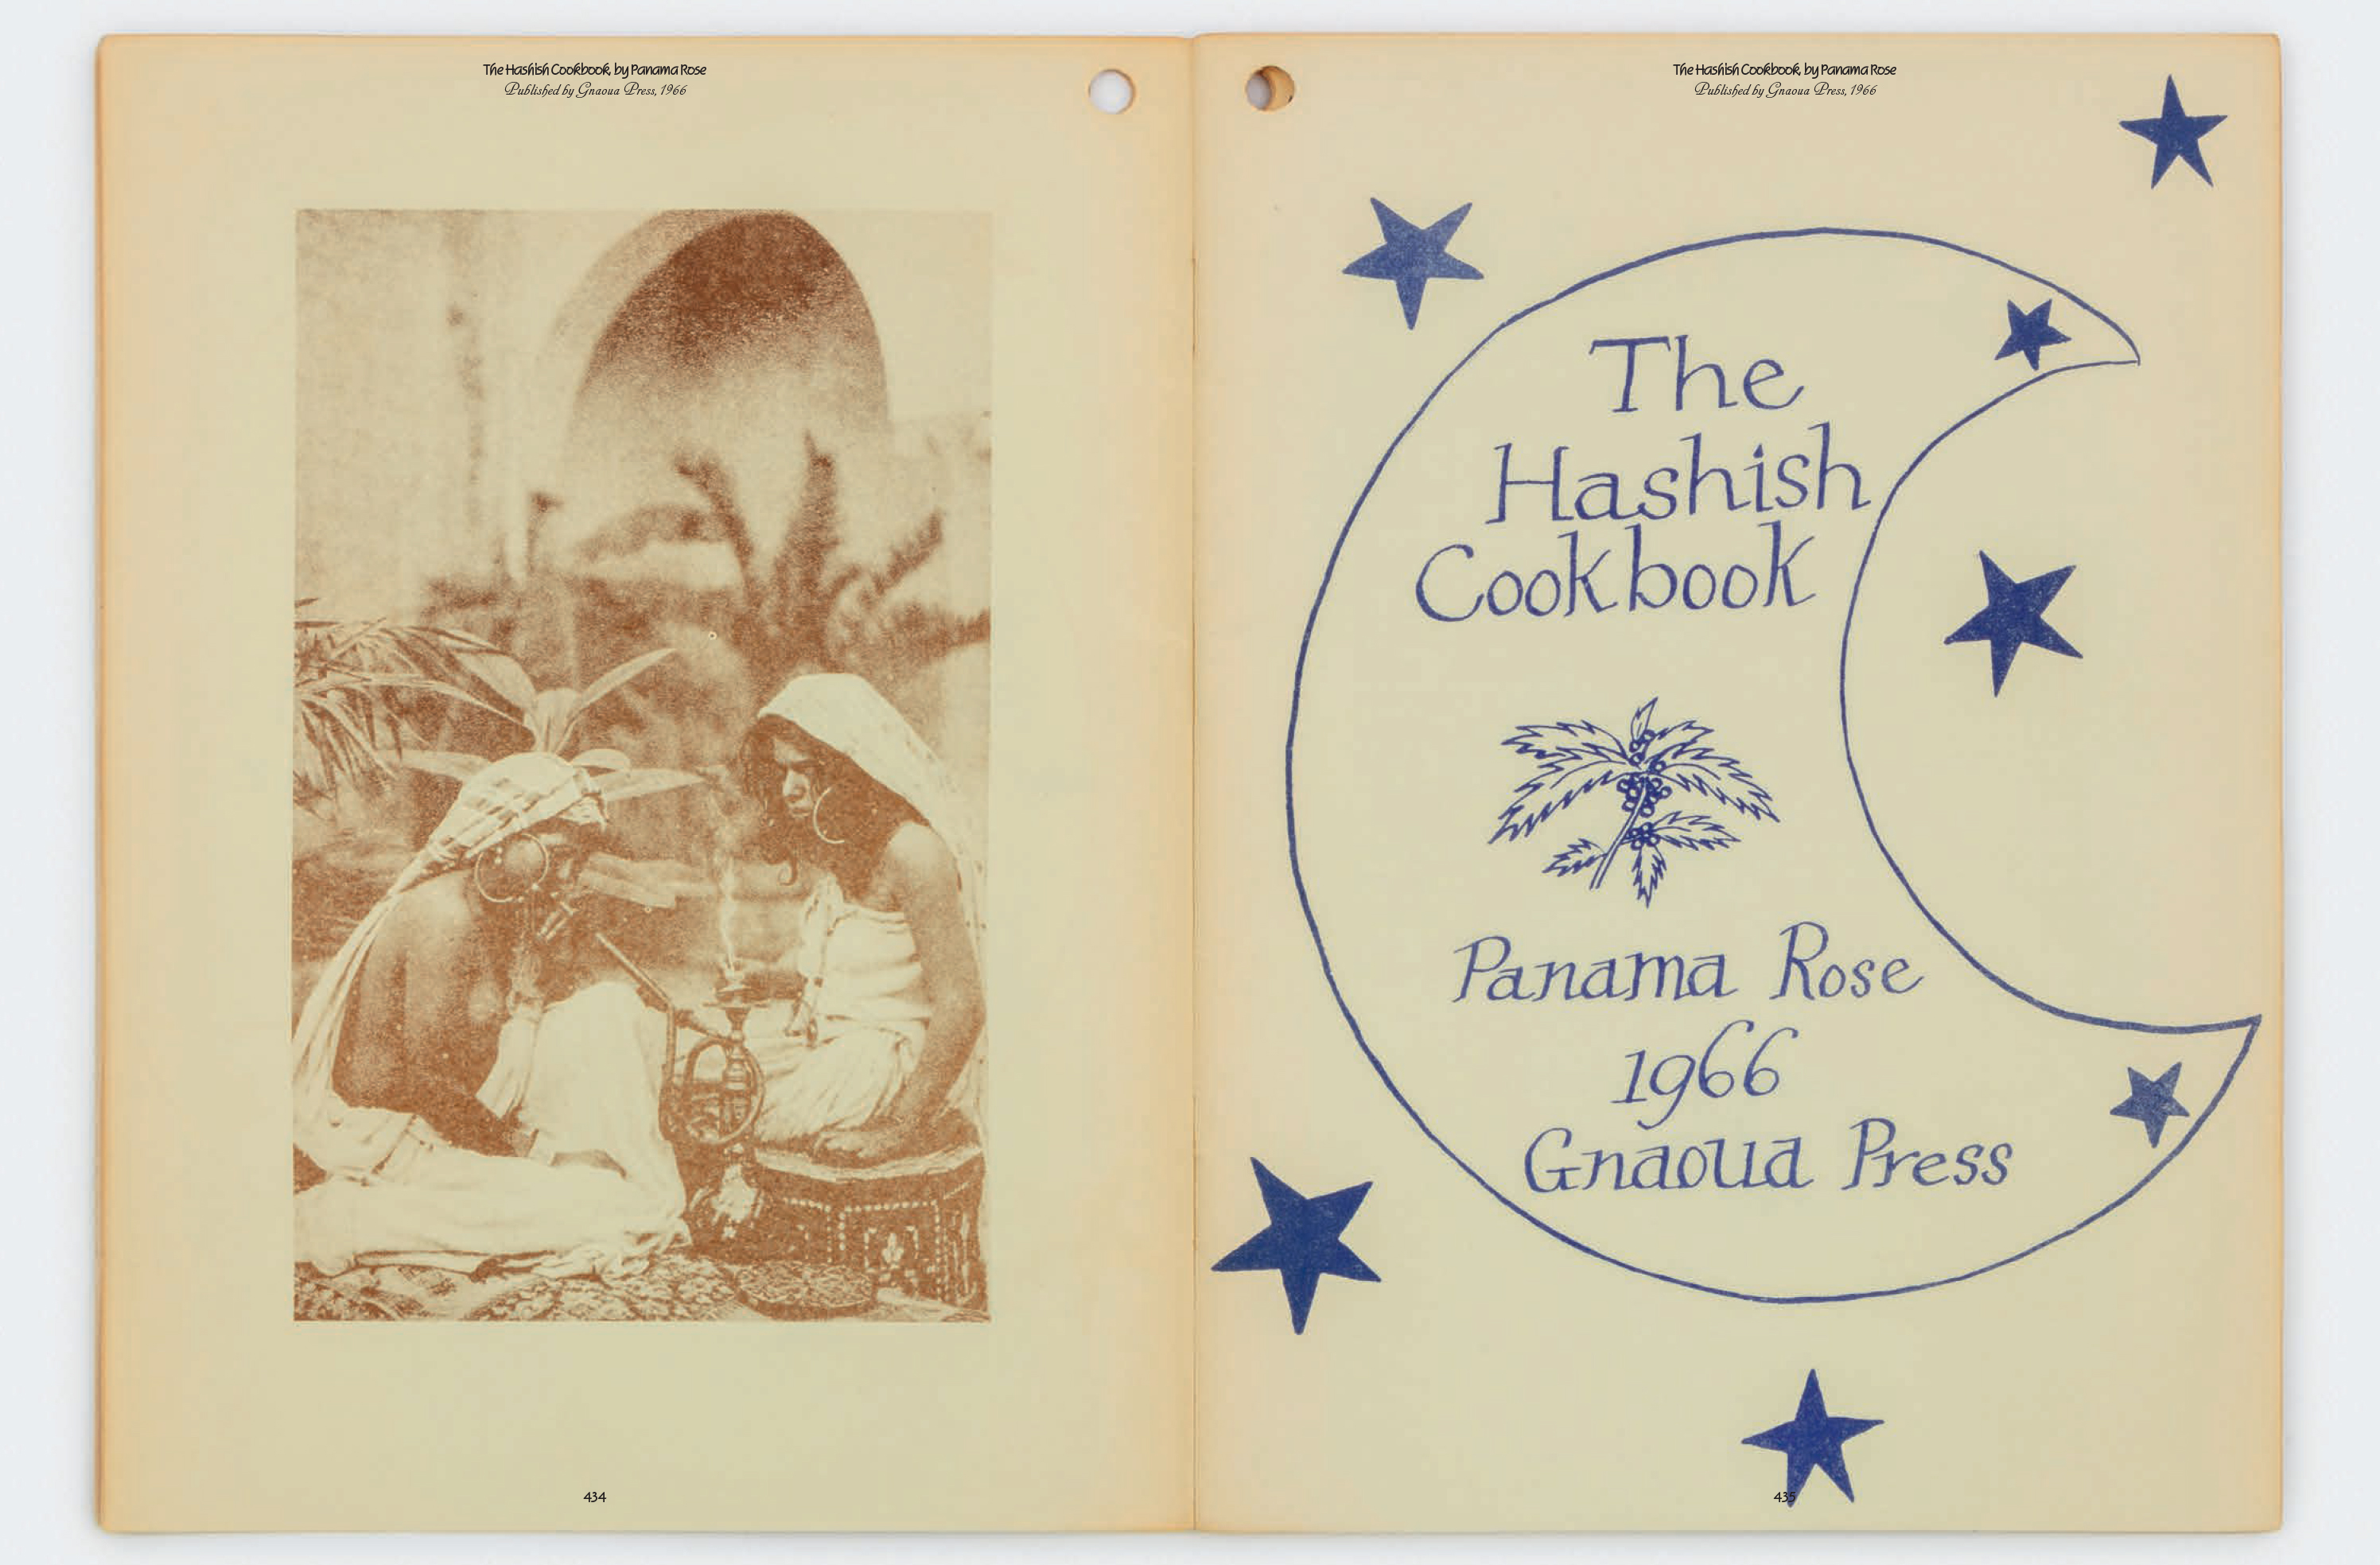 The Hashish Cookbook, by Panama Rose
Published by Gnaoua Press, 1966
434
The Hashish Cookbook, by Panama Rose
Published by Gnaoua Press, 1966
The
Hashish
Cookbook
Panama Rose
1966
Gnaoua Press
435